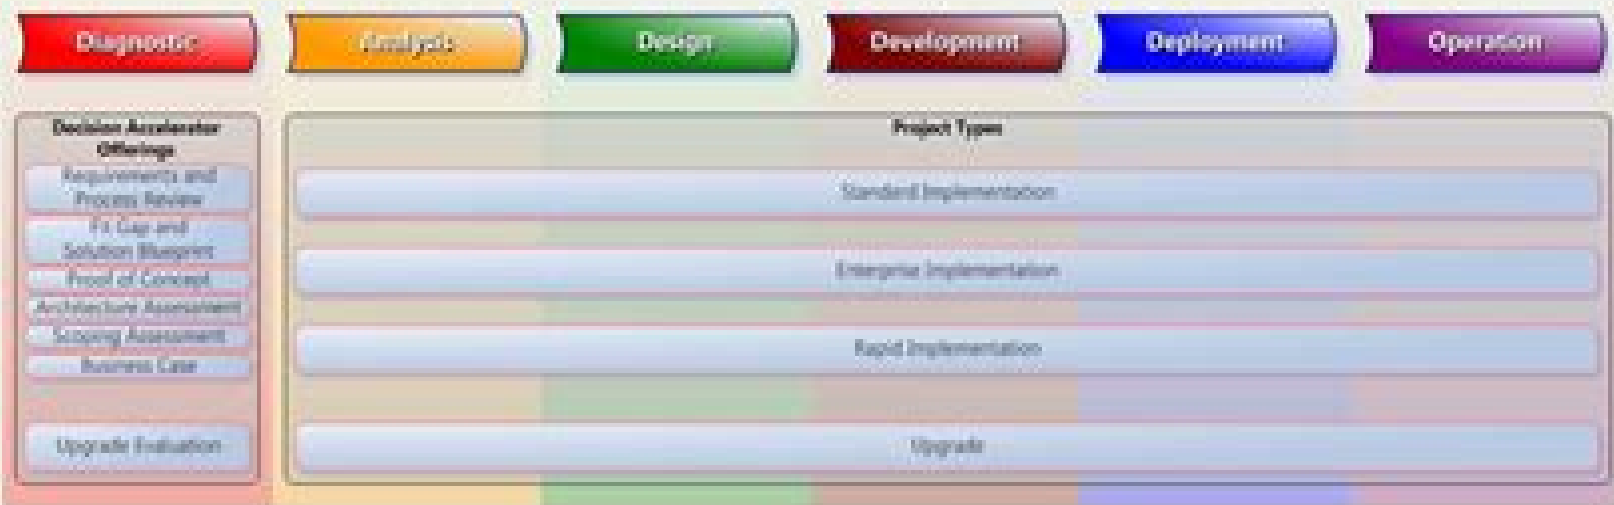 Diagnostic
Analysis
Design
Development
Deployment
Operation
Decision Accelerator
Offerings
Requirements and
Process Review
Fit Gap and
Solution Blueprint
Proof of Concept
Architecture Assessment
Scoping Assessment
Business Case
Upgrade Evaluation
Project Types
Standard Implementation
Enterprise Implementation
Rapid Implementation
Upgrade